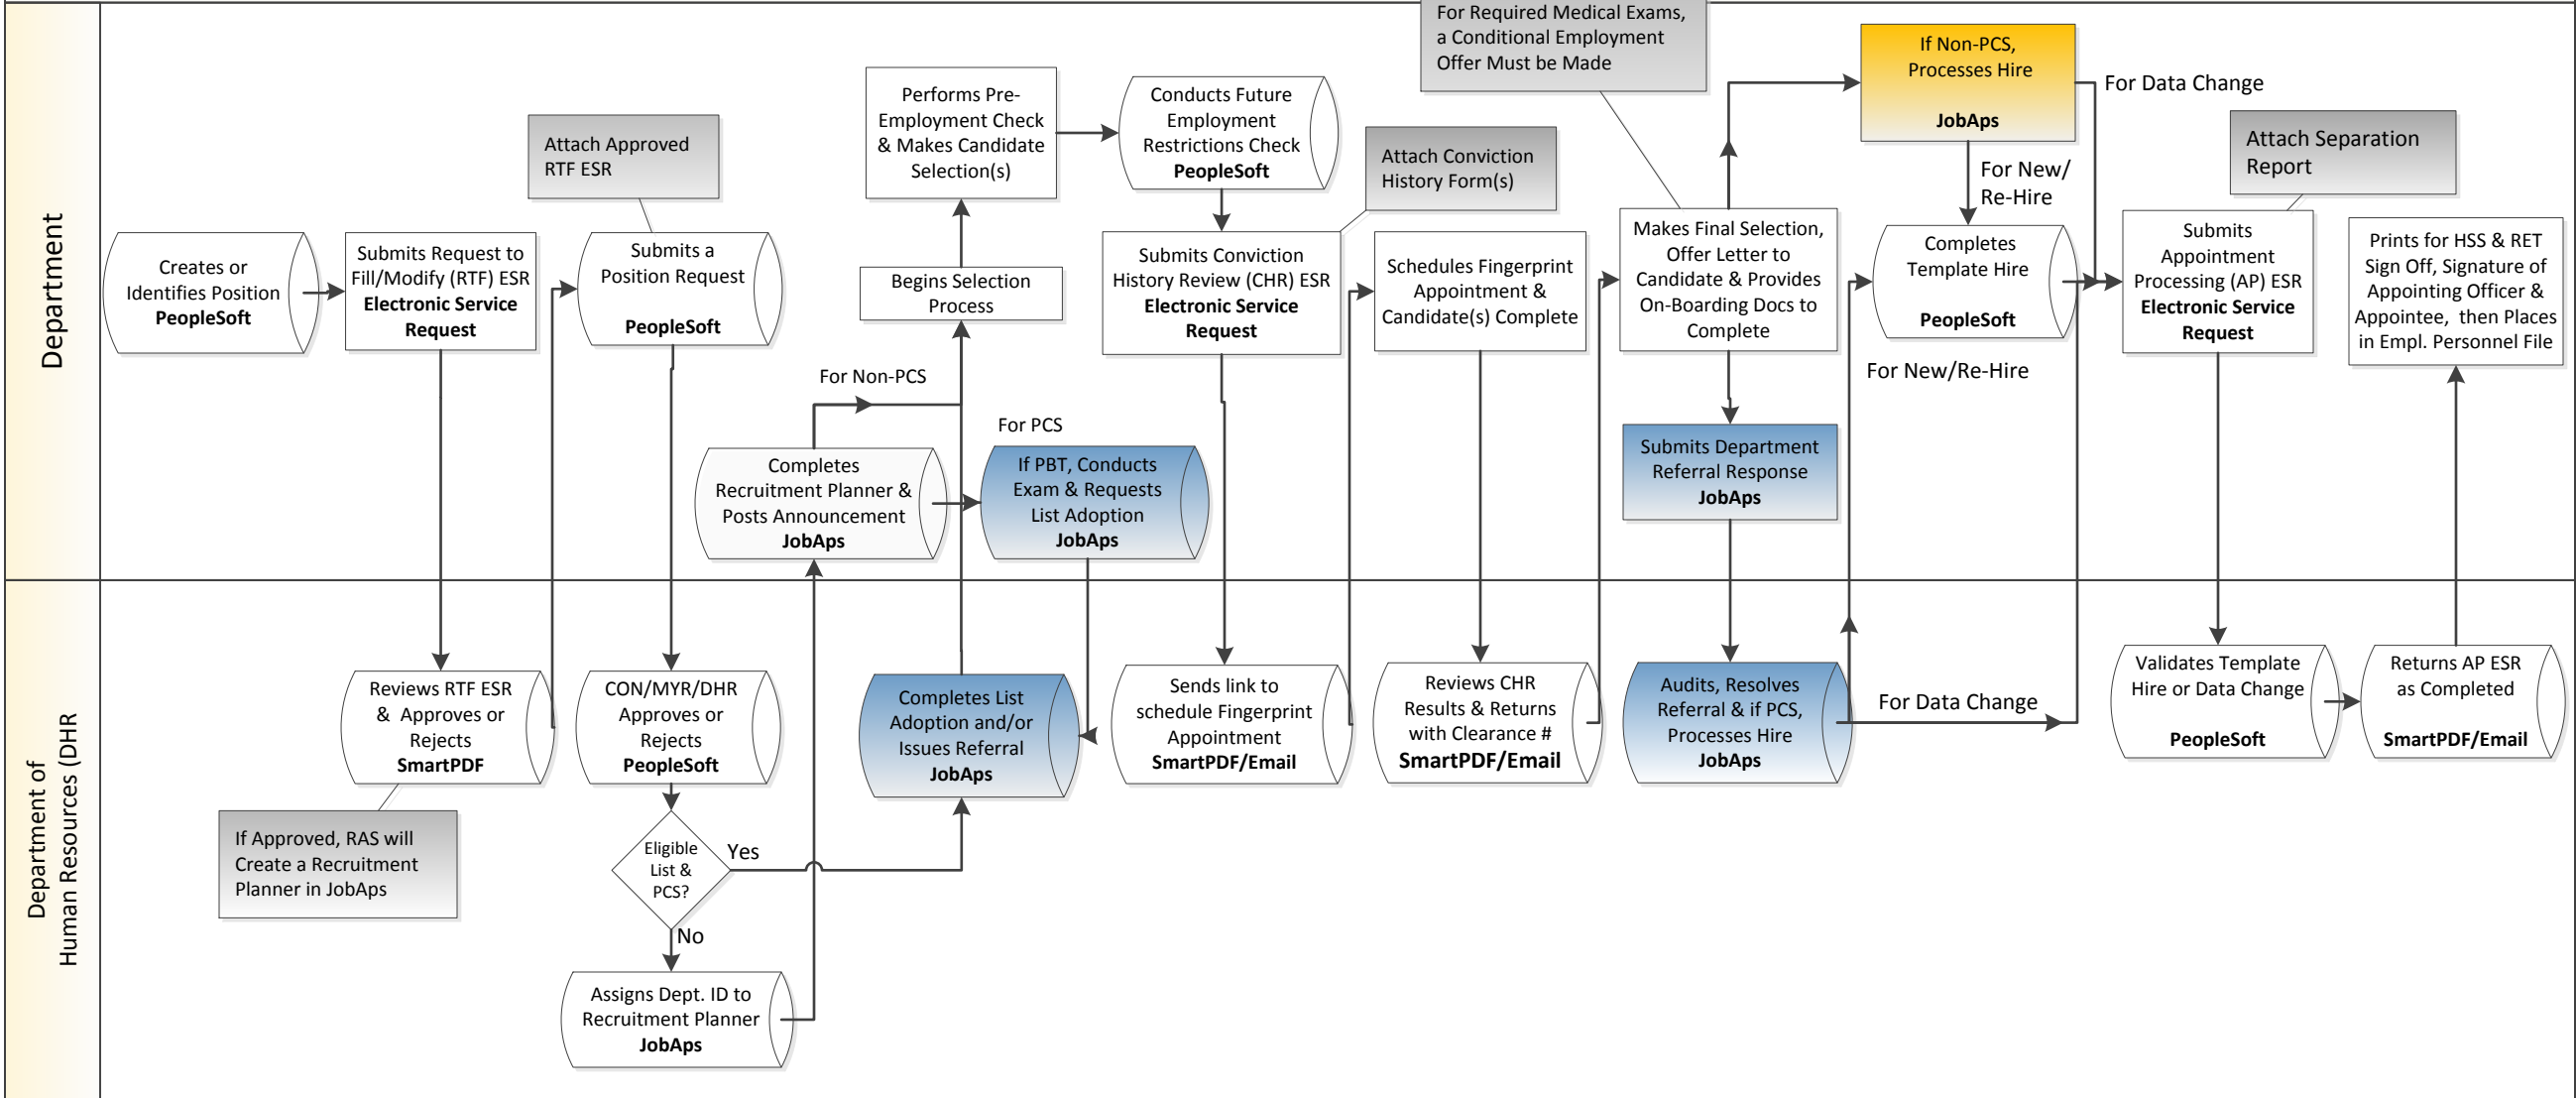 Department
Creates or
Identifies Position
PeopleSoft
Submits Request to
Fill/Modify (RTF) ESR
Electronic Service
Request
Attach Approved
RTF ESR
Submits a
Position Request
PeopleSoft
For Non-PCS
Completes
Recruitment Planner &
Posts Announcement
JobAps
Performs Pre-
Employment Check
& Makes Candidate
Selection(s)
Begins Selection
Process
For PCS
If PBT, Conducts
Exam & Requests
List Adoption
JobAps
Conducts Future
Employment
Restrictions Check
PeopleSoft
Attach Conviction
History Form(s)
Submits Conviction
History Review (CHR) ESR
Electronic Service
Request
Schedules Fingerprint
Appointment &
Candidate(s) Complete
For Required Medical Exams,
a Conditional Employment
Offer Must be Made
Makes Final Selection,
Offer Letter to
Candidate & Provides
On-Boarding Docs to
Complete
Submits Department
Referral Response
JobAps
If Non-PCS,
Processes Hire
JobAps
For Data Change
For New/
Re-Hire
Completes
Template Hire
PeopleSoft
For New/Re-Hire
Attach Separation
Report
Submits
Appointment
Processing (AP) ESR
Electronic Service
Request
Prints for HSS & RET
Sign Off, Signature of
Appointing Officer &
Appointee,  then Places
in Empl. Personnel File
Department of
Human Resources (DHR
Reviews RTF ESR
&  Approves or
Rejects
SmartPDF
If Approved, RAS will
Create a Recruitment
Planner in JobAps
CON/MYR/DHR
Approves or
Rejects
PeopleSoft
Eligible
List &
PCS?
Yes
No
Assigns Dept. ID to
Recruitment Planner
JobAps
Completes List
Adoption and/or
Issues Referral
JobAps
Sends link to
schedule Fingerprint
Appointment
SmartPDF/Email
Reviews CHR
Results & Returns
with Clearance #
SmartPDF/Email
Audits, Resolves
Referral & if PCS,
Processes Hire
JobAps
For Data Change
Validates Template
Hire or Data Change
PeopleSoft
Returns AP ESR
as Completed
SmartPDF/Email